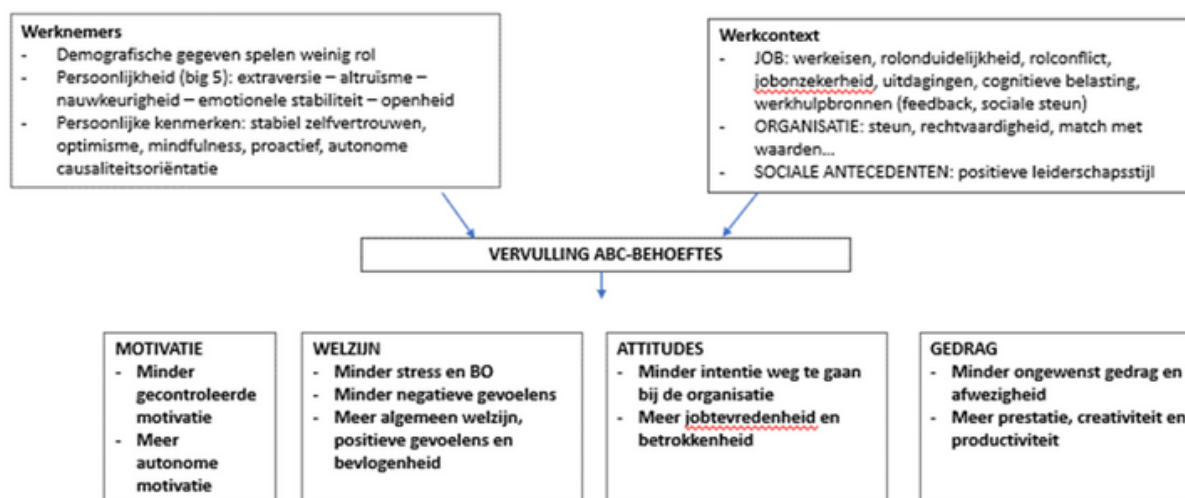 Werknemers
- Demografische gegeven spelen weinig rol
- Persoonlijkheid (big 5): extraversie – altruïsme –
nauwkeurigheid – emotionele stabiliteit – openheid
- Persoonlijke kenmerken: stabiel zelfvertrouwen,
optimisme, mindfulness, proactief, autonome
causaliteitsoriëntatie
Werkcontext
- JOB: werkeisen, rolonduidelijkheid, rolconflict,
jobonzekerheid, uitdagingen, cognitieve belasting,
werkhulpbronnen (feedback, sociale steun)
- ORGANISATIE: steun, rechtvaardigheid, match met
waarden...
- SOCIALE ANTECEDENTEN: positieve leiderschapsstijl
VERVULLING ABC-BEHOEFTES
MOTIVATIE
- Minder
gecontroleerde
motivatie
- Meer
autonome
motivatie
WELZIJN
- Minder stress en BO
- Minder negatieve gevoelens
- Meer algemeen welzijn,
positieve gevoelens en
bevlogenheid
ATTITUDES
- Minder intentie weg te gaan
bij de organisatie
- Meer jobtevredenheid en
betrokkenheid
GEDRAG
- Minder ongewenst gedrag en
afwezigheid
- Meer prestatie, creativiteit en
productiviteit